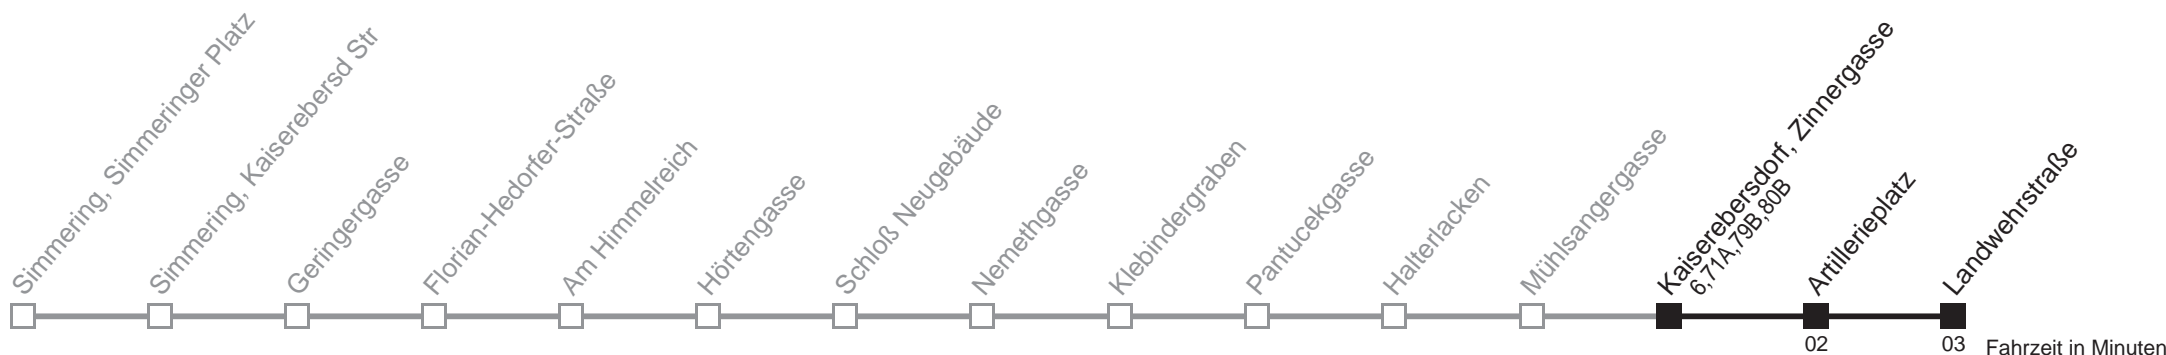 Simmering, Simmeringer Platz
Simmering, Kaiserebersd Str
Geringergasse
Florian-Hedorfer-Straße
Am Himmelreich
Hörtengasse
Schloß Neugebäude
Nemethgasse
Klebindergraben
Pantucekgasse
Halterlacken
Mühlsangergasse
Kaiserebersdorf, Zinnergasse
6,71A,79B,80B
Artillerieplatz
Landwehrstraße
02
03
Fahrzeit in Minuten